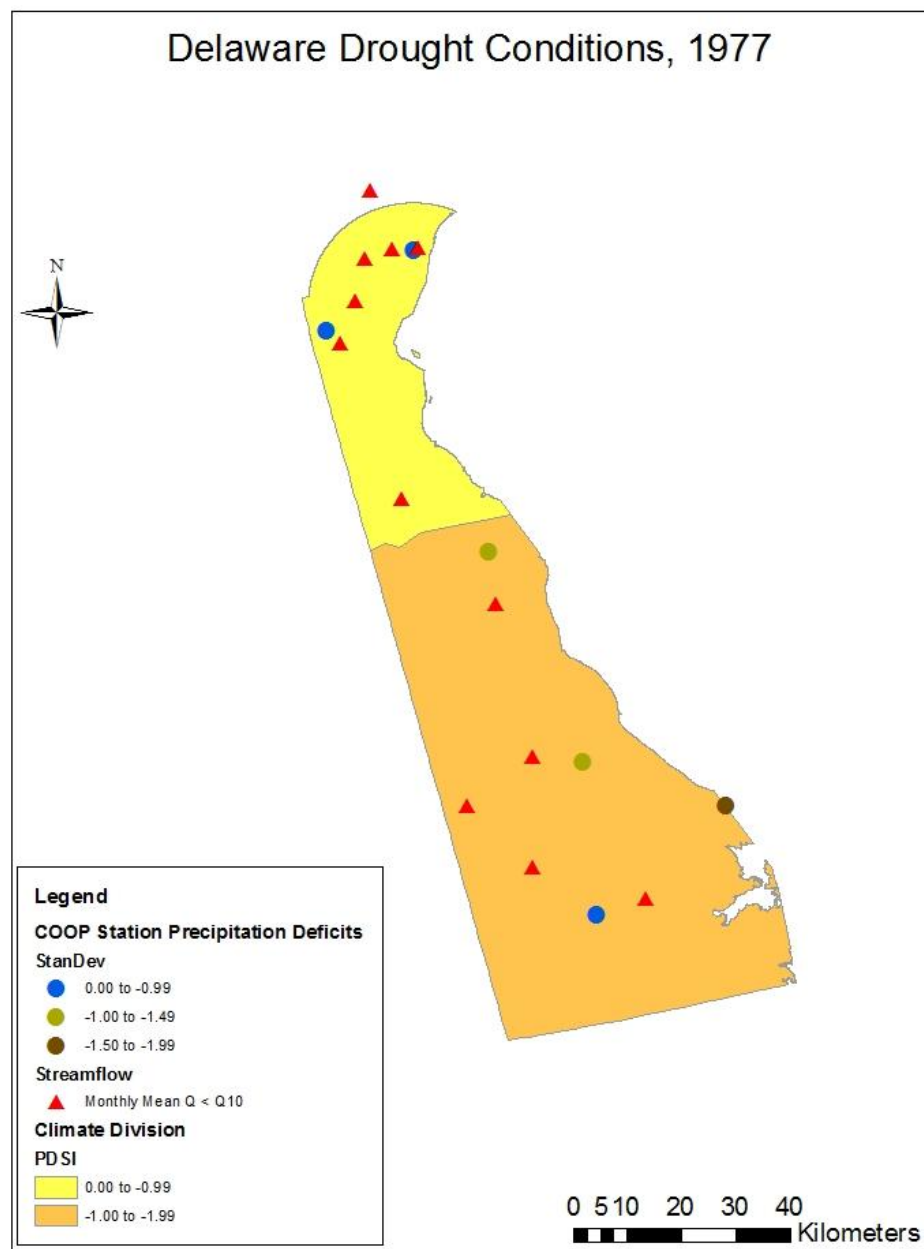 Delaware Drought Conditions, 1977
N
Legend
COOP Station Precipitation Deficits
StanDev
0.00 to -0.99
-1.00 to -1.49
-1.50 to -1.99
Streamflow
Monthly Mean Q < Q10
Climate Division
PDSI
0.00 to -0.99
-1.00 to -1.99
0 5 10 20 30 40
Kilometers